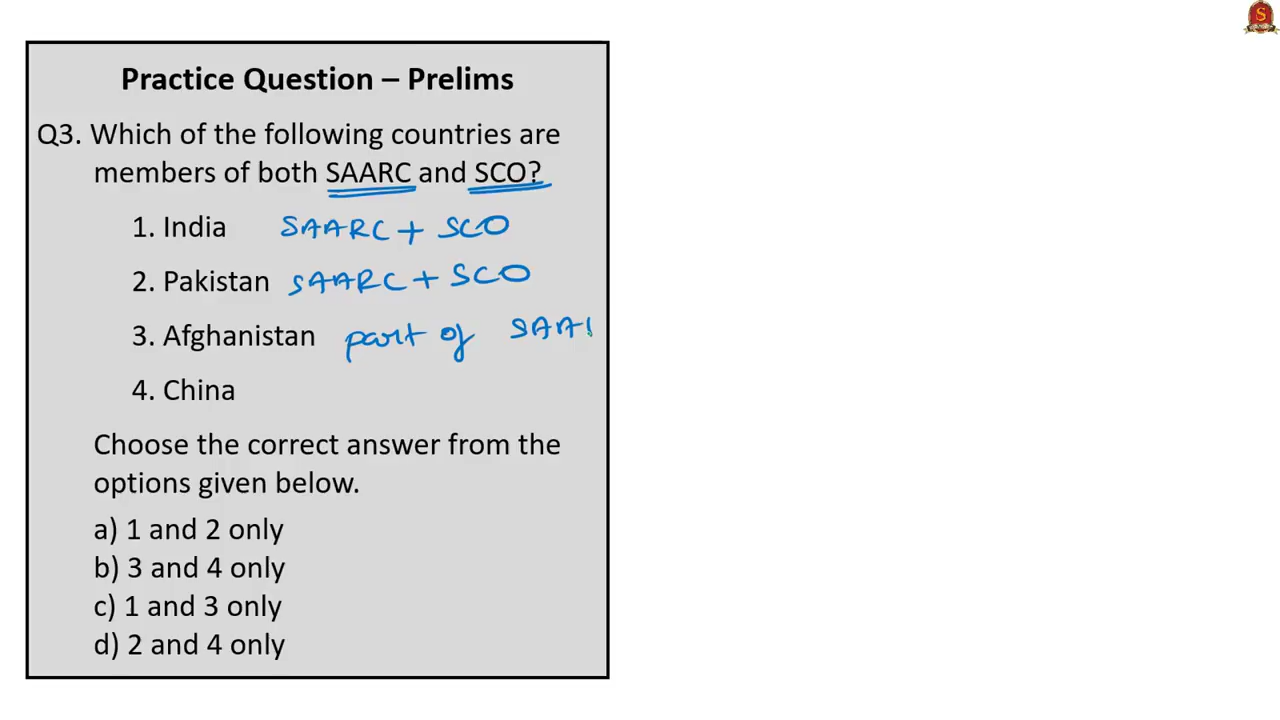 Practice Question – Prelims
Q3. Which of the following countries are
members of both SAARC and SCO?
1. India SAARC + SCO
2. Pakistan SAARC + SCO
3. Afghanistan part of SAA
4. China
Choose the correct answer from the
options given below.
a) 1 and 2 only
b) 3 and 4 only
c) 1 and 3 only
d) 2 and 4 only